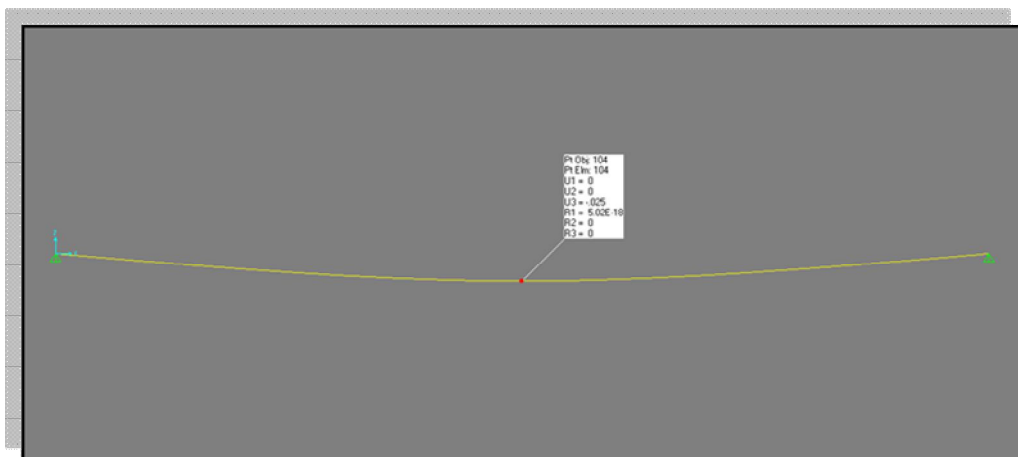 Pt Obj: 104
Pt Elm: 104
U1 = 0
U2 = 0
U3 = -.025
R1 = 5.02E-18
R2 = 0
R3 = 0